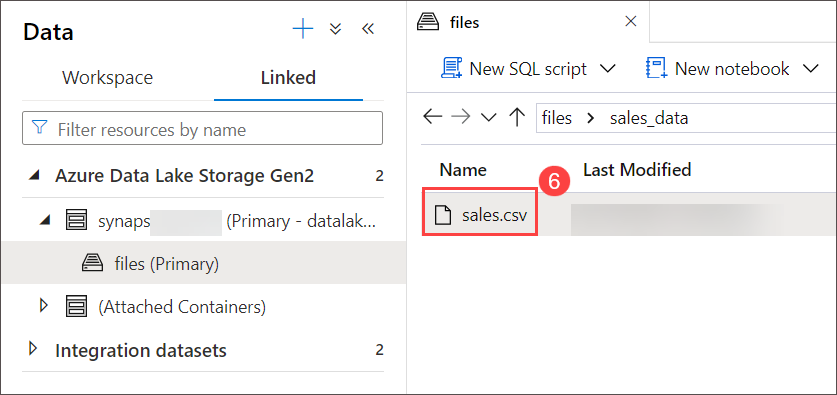 Data
Workspace
Linked
Filter resources by name
Azure Data Lake Storage Gen2 2
synaps (Primary - datalak...
files (Primary)
(Attached Containers)
Integration datasets 2
files
New SQL script
New notebook
files > sales_data
Name
Last Modified
6
sales.csv